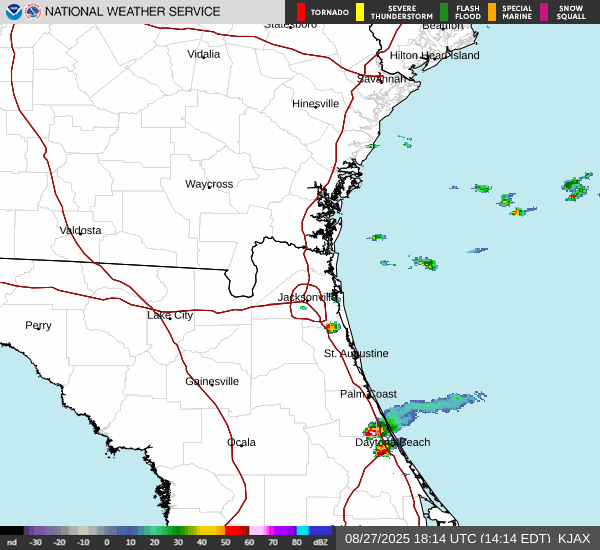 NATIONAL WEATHER SERVICE
TORNADO
SEVERE THUNDERSTORM
FLASH FLOOD
SPECIAL MARINE
SNOW SQUALL
Statesboro
Beaufort
Vidalia
Hilton Head Island
Savannah
Hinesville
Waycross
Valdosta
Jacksonville
Lake City
Perry
St. Augustine
Gainesville
Palm Coast
Ocala
Daytona Beach
nd -30 -20 -10 0 10 20 30 40 50 60 70 80 dBZ
08/27/2025 18:14 UTC (14:14 EDT) KJAX